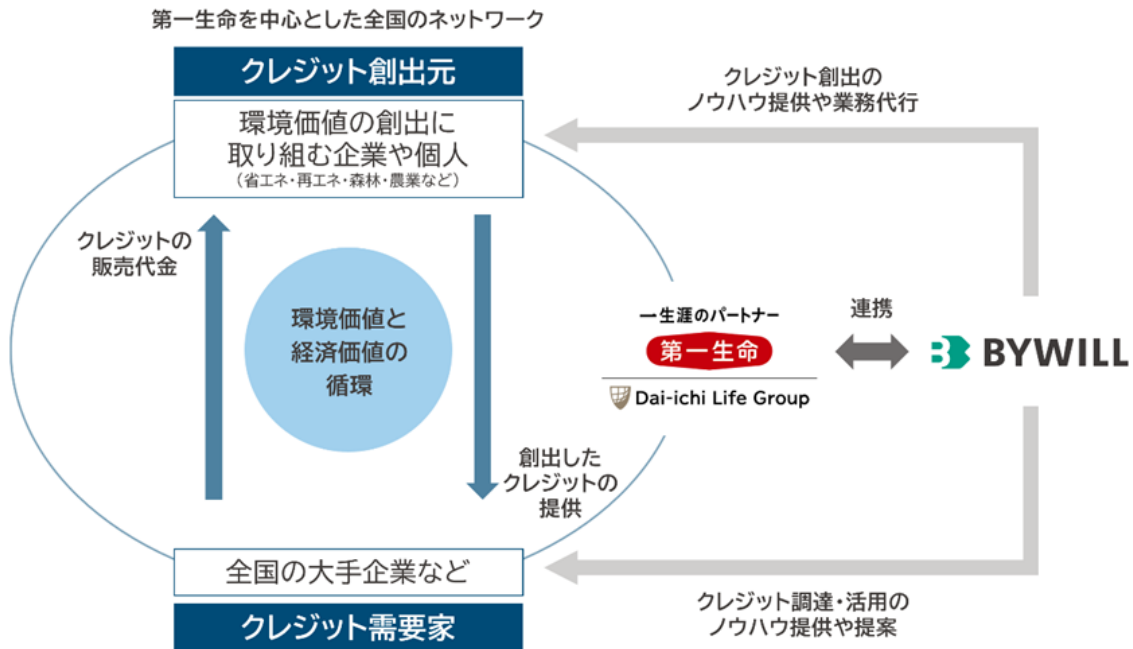 第一生命を中心とした全国のネットワーク
クレジット創出元
環境価値の創出に
取り組む企業や個人
（省エネ・再エネ・森林・農業など）
クレジット創出の
ノウハウ提供や業務代行
クレジットの
販売代金
環境価値と
経済価値の
循環
一生涯のパートナー
第一生命
Dai-ichi Life Group
連携
BYWILL
創出した
クレジットの
提供
全国の大手企業など
クレジット需要家
クレジット調達・活用の
ノウハウ提供や提案